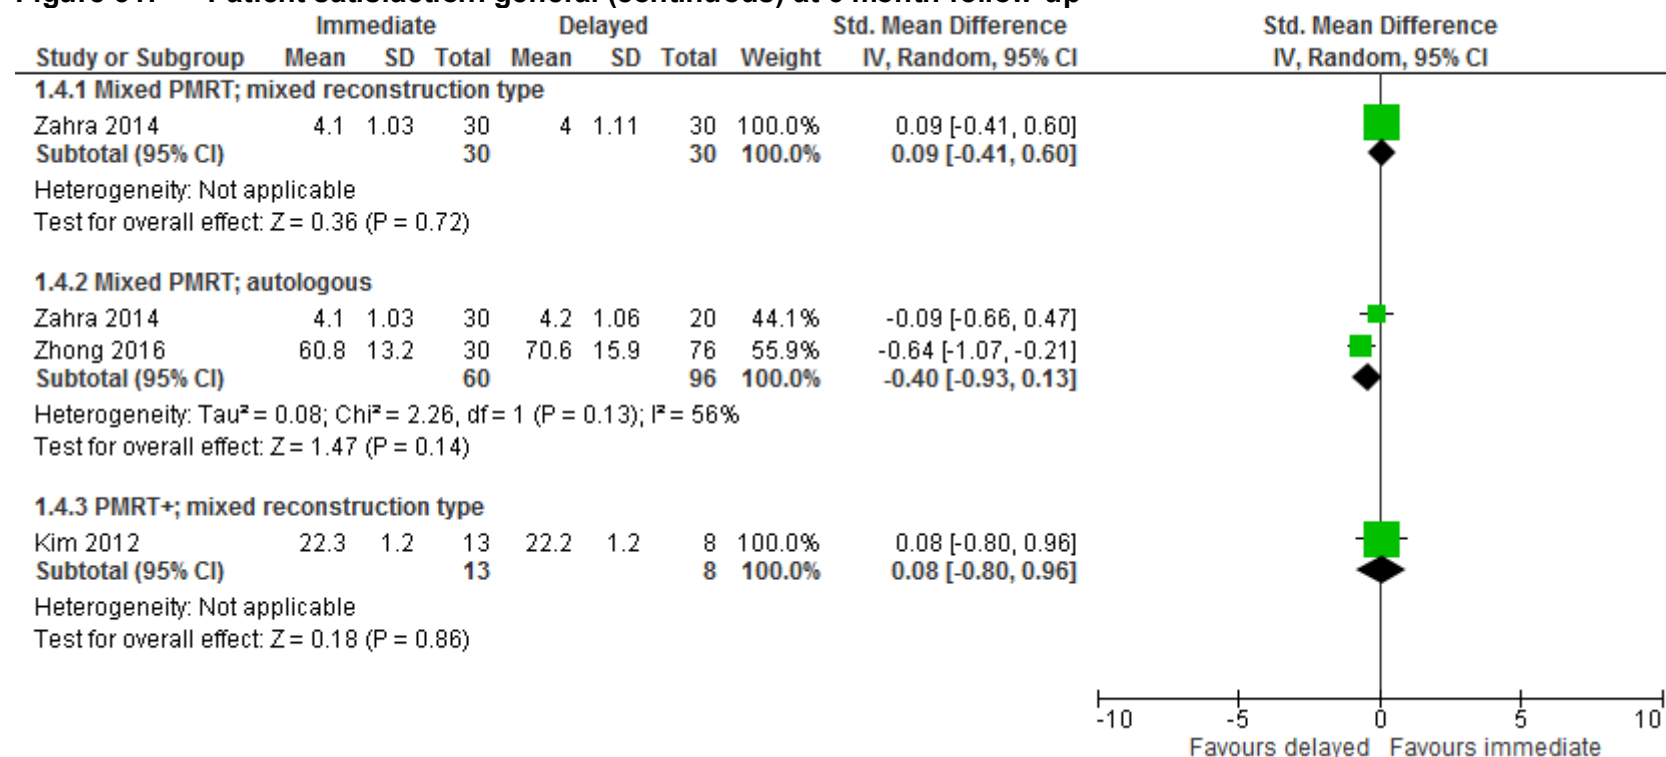 Immediate Delayed Std. Mean Difference Std. Mean Difference
Study or Subgroup Mean SD Total Mean SD Total Weight IV, Random, 95% CI IV, Random, 95% CI
1.4.1 Mixed PMRT; mixed reconstruction type
Zahra 2014 4.1 1.03 30 4 1.11 30 100.0% 0.09 [-0.41, 0.60]
Subtotal (95% CI) 30 30 100.0% 0.09 [-0.41, 0.60]
Heterogeneity: Not applicable
Test for overall effect: Z = 0.36 (P = 0.72)
1.4.2 Mixed PMRT; autologous
Zahra 2014 4.1 1.03 30 4.2 1.06 20 44.1% -0.09 [-0.66, 0.47]
Zhong 2016 60.8 13.2 30 70.6 15.9 76 55.9% -0.64 [-1.07, -0.21]
Subtotal (95% CI) 60 96 100.0% -0.40 [-0.93, 0.13]
Heterogeneity: Tau² = 0.08; Chi² = 2.26, df = 1 (P = 0.13); I² = 56%
Test for overall effect: Z = 1.47 (P = 0.14)
1.4.3 PMRT+; mixed reconstruction type
Kim 2012 22.3 1.2 13 22.2 1.2 8 100.0% 0.08 [-0.80, 0.96]
Subtotal (95% CI) 13 8 100.0% 0.08 [-0.80, 0.96]
Heterogeneity: Not applicable
Test for overall effect: Z = 0.18 (P = 0.86)
-10 -5 0 5 10
Favours delayed Favours immediate